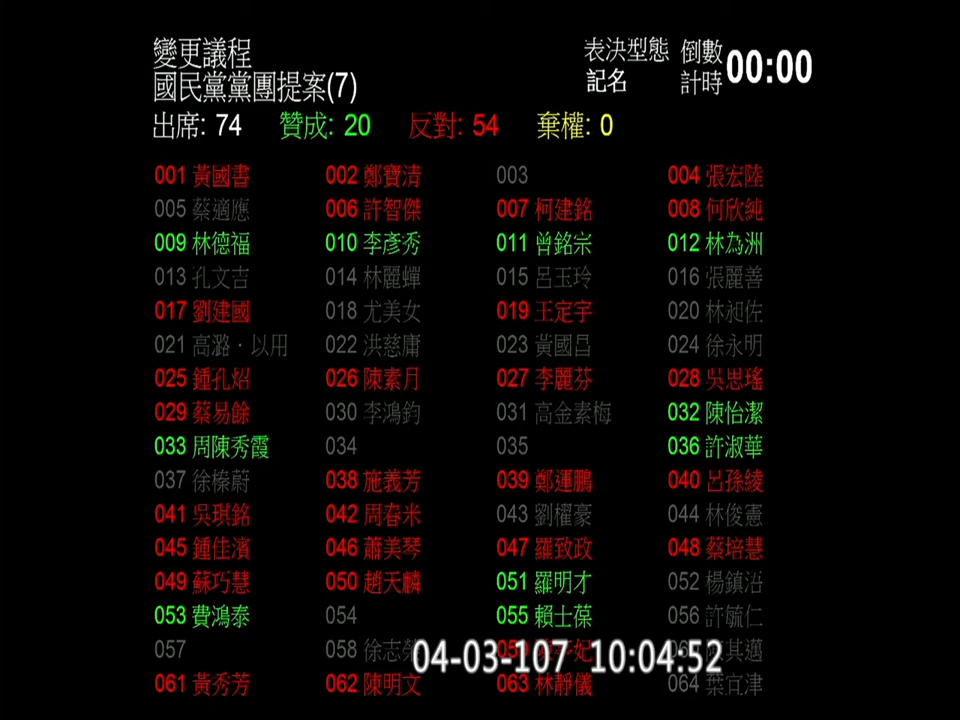 變更議程
國民黨黨團提案(7)
表決型態 倒數 00:00
記名 計時
出席: 74 贊成: 20 反對: 54 棄權: 0
001 黃國書 002 鄭寶清 003 004 張宏陸
005 蔡適應 006 許智傑 007 柯建銘 008 何欣純
009 林德福 010 李彥秀 011 曾銘宗 012 林為洲
013 孔文吉 014 林麗蟬 015 呂玉玲 016 張麗善
017 劉建國 018 尤美女 019 王定宇 020 林昶佐
021 高潞．以用 022 洪慈庸 023 黃國昌 024 徐永明
025 鍾孔炤 026 陳素月 027 李麗芬 028 吳思瑤
029 蔡易餘 030 李鴻鈞 031 高金素梅 032 陳怡潔
033 周陳秀霞 034 035 036 許淑華
037 徐榛蔚 038 施義芳 039 鄭運鵬 040 呂孫綾
041 吳琪銘 042 周春米 043 劉櫂豪 044 林俊憲
045 鍾佳濱 046 蕭美琴 047 羅致政 048 蔡培慧
049 蘇巧慧 050 趙天麟 051 羅明才 052 楊鎮浯
053 費鴻泰 054 055 賴士葆 056 許毓仁
057 058 徐志榮 059 妃 其邁
061 黃秀芳 062 陳明文 063 林靜儀 064 葉宜津
04-03-107 10:04:52